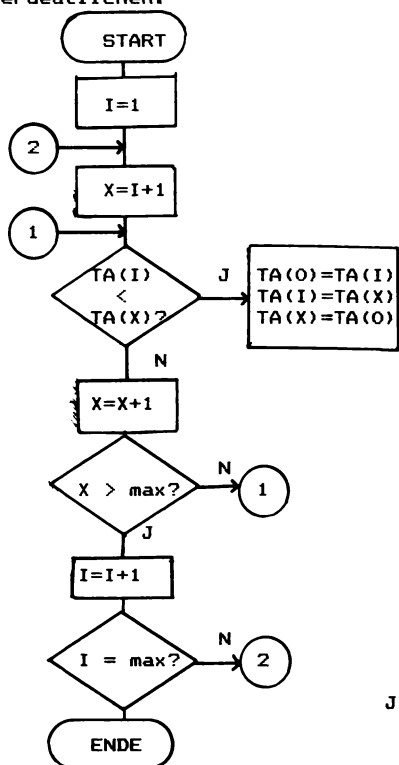 erdeutlichen.
START
I=1
2
X=I+1
1
TA(I)
<
TA(X)?
J
TA(0)=TA(I)
TA(I)=TA(X)
TA(X)=TA(0)
N
X=X+1
X > max?
N
1
J
I=I+1
I = max?
N
2
J
ENDE